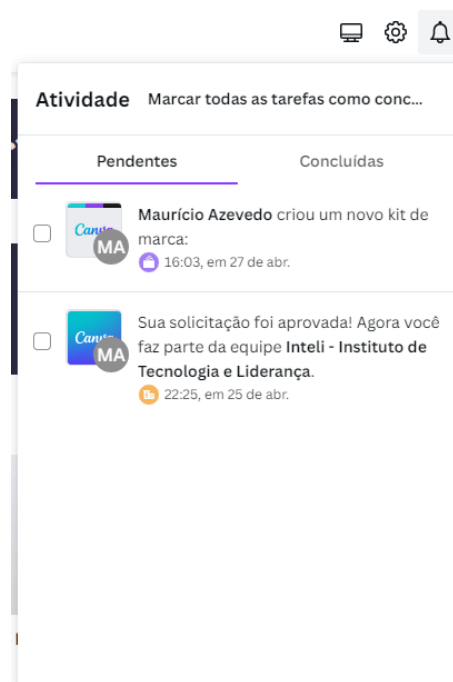 Atividade Marcar todas as tarefas como conc...
Pendentes Concluídas
Maurício Azevedo criou um novo kit de
marca:
16:03, em 27 de abr.
MA
Sua solicitação foi aprovada! Agora você
faz parte da equipe Inteli - Instituto de
Tecnologia e Liderança.
22:25, em 25 de abr.
MA